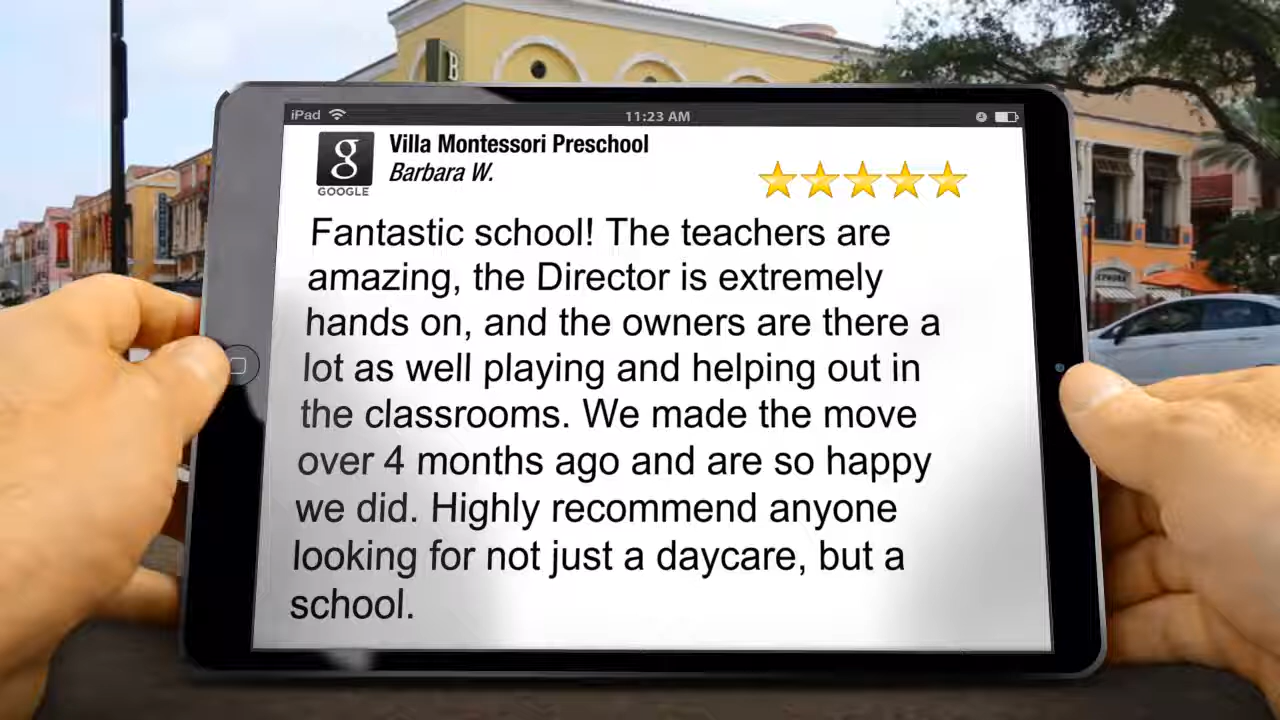 iPad
11:23 AM
g
GOOGLE
Villa Montessori Preschool
Barbara W.
Fantastic school! The teachers are
amazing, the Director is extremely
hands on, and the owners are there a
lot as well playing and helping out in
the classrooms. We made the move
over 4 months ago and are so happy
we did. Highly recommend anyone
looking for not just a daycare, but a
school.
B